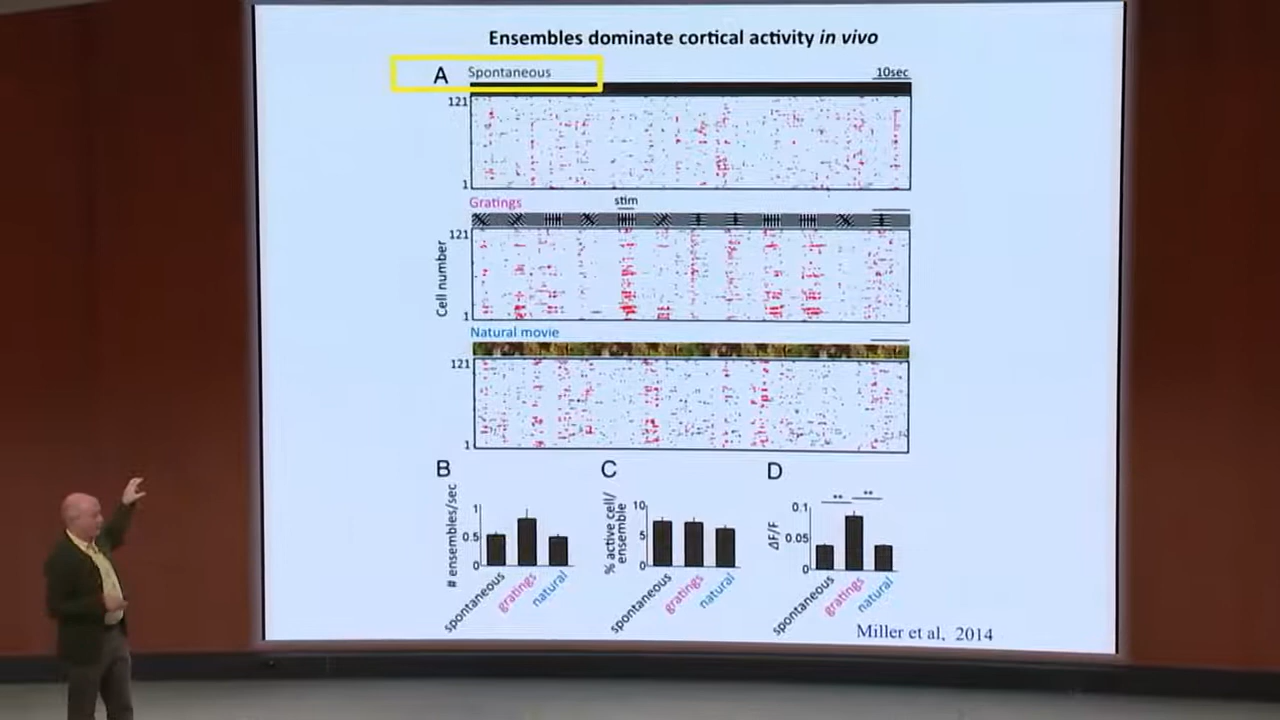 Ensembles dominate cortical activity in vivo
A Spontaneous
10sec
121
1
Gratings
stim
121
1
Cell number
Natural movie
121
1
B
# ensembles/sec
1
0.5
0
spontaneous
gratings
natural
C
% active cell/
ensemble
10
5
0
spontaneous
gratings
natural
D
ΔF/F
0.1
0.05
0
** **
spontaneous
gratings
natural
Miller et al, 2014